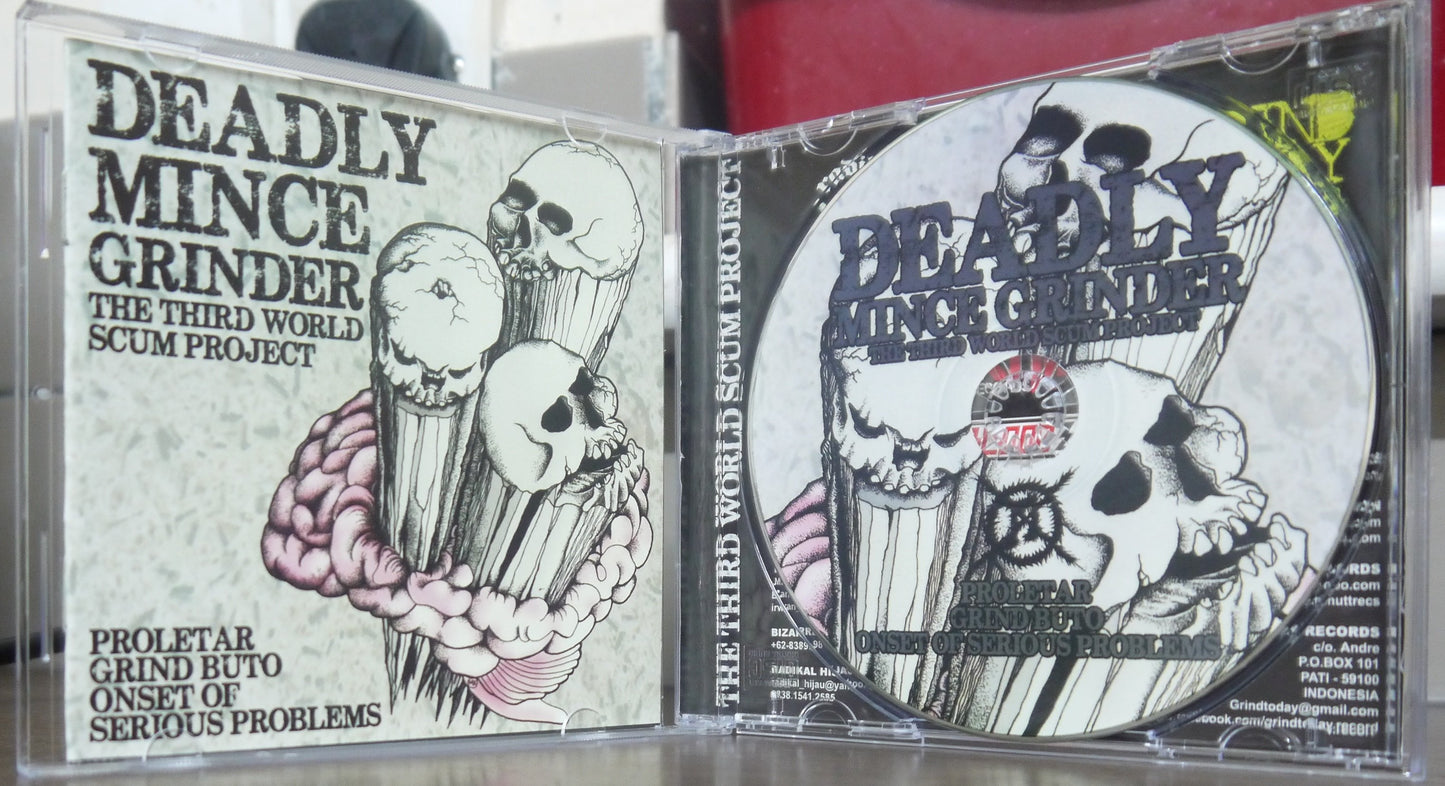 DEADLY
MINCE
GRINDER
THE THIRD WORLD
SCUM PROJECT
PROLETAR
GRIND BUTO
ONSET OF
SERIOUS PROBLEMS
THE THIRD WORLD SCUM PROJECT
DEADLY
MINCE GRINDER
THE THIRD WORLD SCUM PROJECT
PROLETAR
GRIND BUTO
ONSET OF SERIOUS PROBLEMS
RADIKAL HIJAU
radikal_hijau@yahoo.
RECORDS
c/o. Andre
P.O.BOX 101
PATI - 59100
INDONESIA
Grindtoday@gmail.com